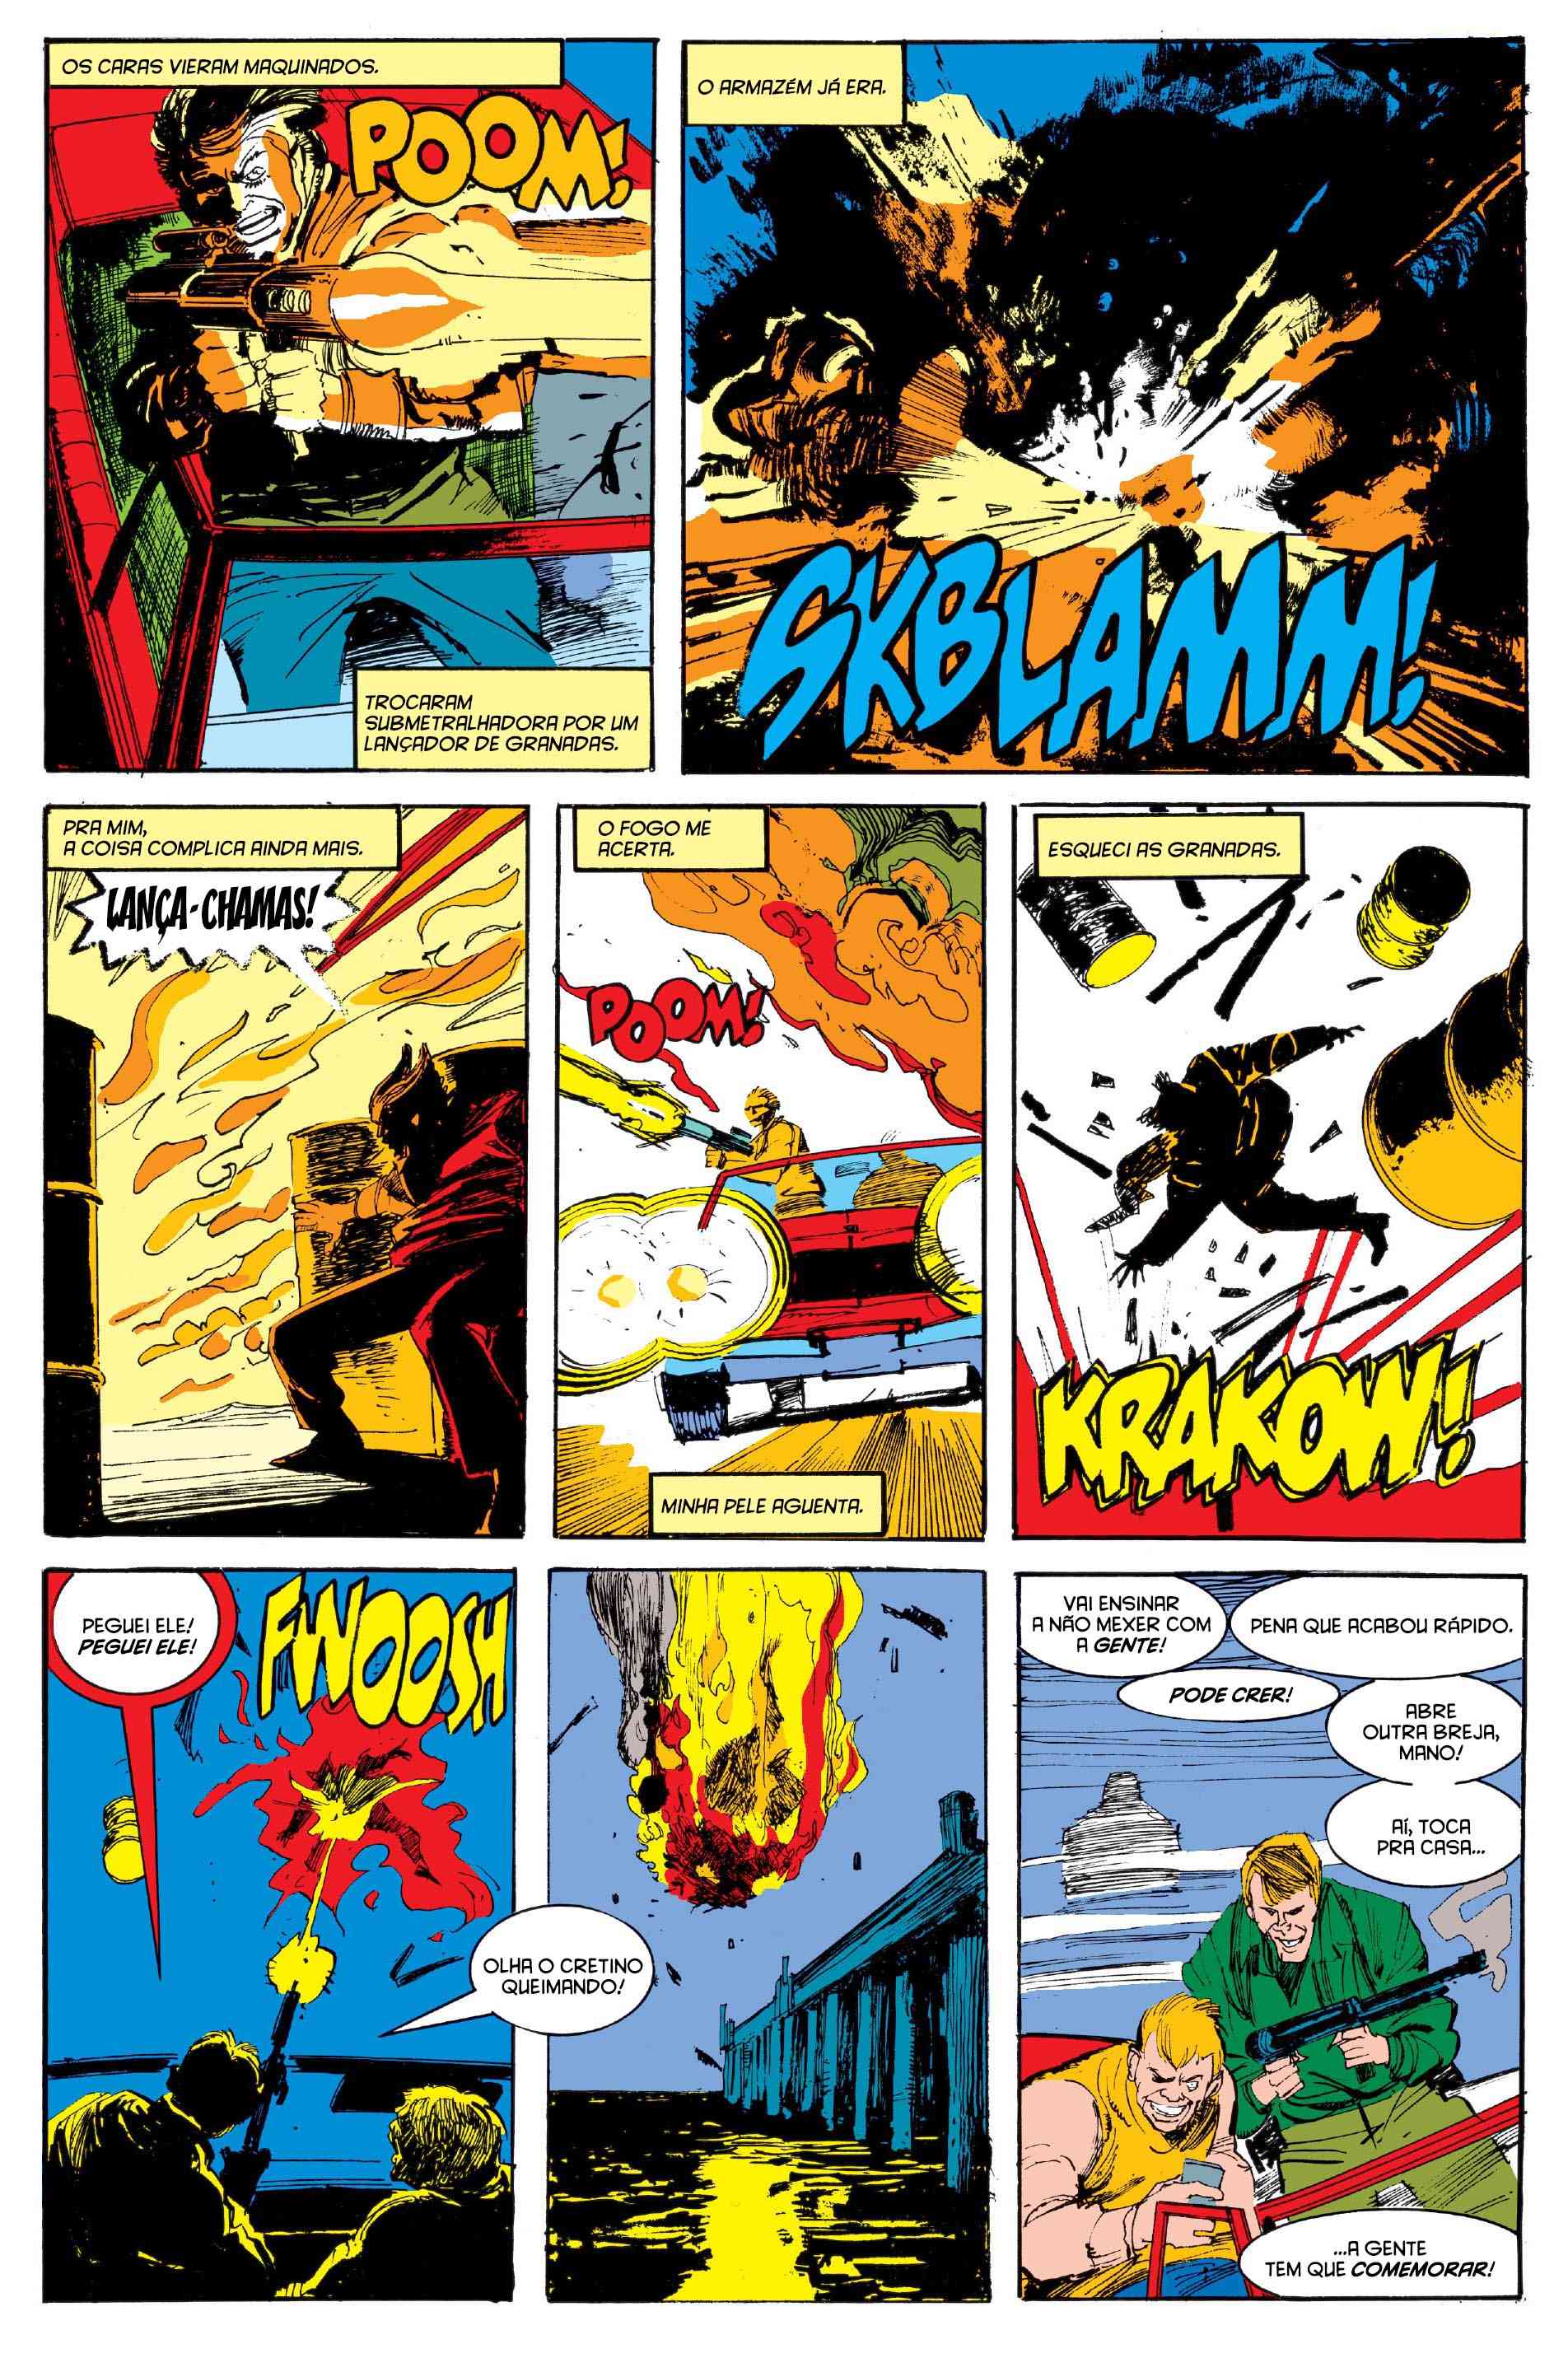 OS CARAS VIERAM MAQUINADOS.
POOM!
TROCARAM
SUBMETRALHADORA POR UM
LANÇADOR DE GRANADAS.
O ARMAZÉM JÁ ERA.
SKBLAMM!
PRA MIM,
A COISA COMPLICA AINDA MAIS.
LANÇA-CHAMAS!
O FOGO ME
ACERTA.
POOM!
MINHA PELE AGUENTA.
ESQUECI AS GRANADAS.
KRAKOW!
PEGUEI ELE!
PEGUEI ELE!
FWOOSH
OLHA O CRETINO
QUEIMANDO!
VAI ENSINAR
A NÃO MEXER COM
A GENTE!
PENA QUE ACABOU RÁPIDO.
PODE CRER!
ABRE
OUTRA BREJA,
MANO!
AÍ, TOCA
PRA CASA...
...A GENTE
TEM QUE COMEMORAR!